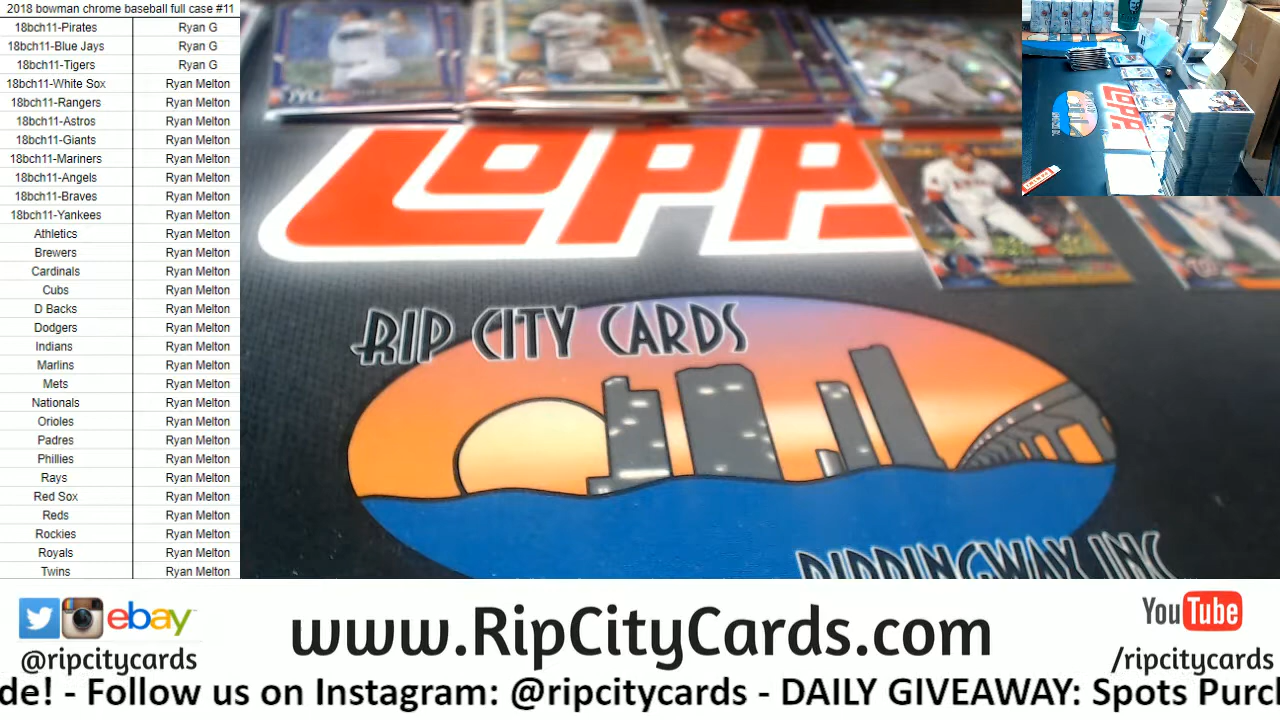 2018 bowman chrome baseball full case #11
18bch11-Pirates Ryan G
18bch11-Blue Jays Ryan G
18bch11-Tigers Ryan G
18bch11-White Sox Ryan Melton
18bch11-Rangers Ryan Melton
18bch11-Astros Ryan Melton
18bch11-Giants Ryan Melton
18bch11-Mariners Ryan Melton
18bch11-Angels Ryan Melton
18bch11-Braves Ryan Melton
18bch11-Yankees Ryan Melton
Athletics Ryan Melton
Brewers Ryan Melton
Cardinals Ryan Melton
Cubs Ryan Melton
D Backs Ryan Melton
Dodgers Ryan Melton
Indians Ryan Melton
Marlins Ryan Melton
Mets Ryan Melton
Nationals Ryan Melton
Orioles Ryan Melton
Padres Ryan Melton
Phillies Ryan Melton
Rays Ryan Melton
Red Sox Ryan Melton
Reds Ryan Melton
Rockies Ryan Melton
Royals Ryan Melton
Twins Ryan Melton
RIP CITY CARDS
RIPPINGWAX INC
ebay
@ripcitycards
www.RipCityCards.com
YouTube
/ripcitycards
de! - Follow us on Instagram: @ripcitycards - DAILY GIVEAWAY: Spots Purch